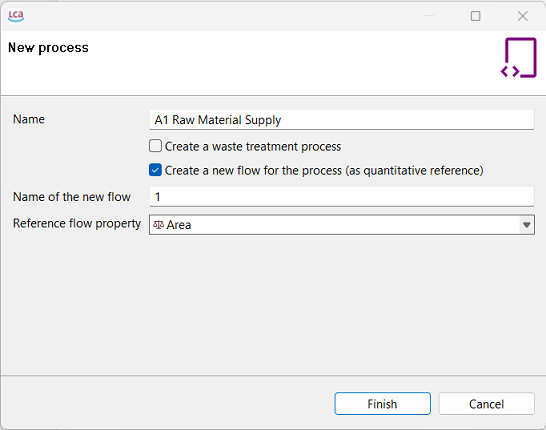 LCA
New process
Name
A1 Raw Material Supply
Create a waste treatment process
Create a new flow for the process (as quantitative reference)
Name of the new flow
1
Reference flow property
Area
Finish
Cancel